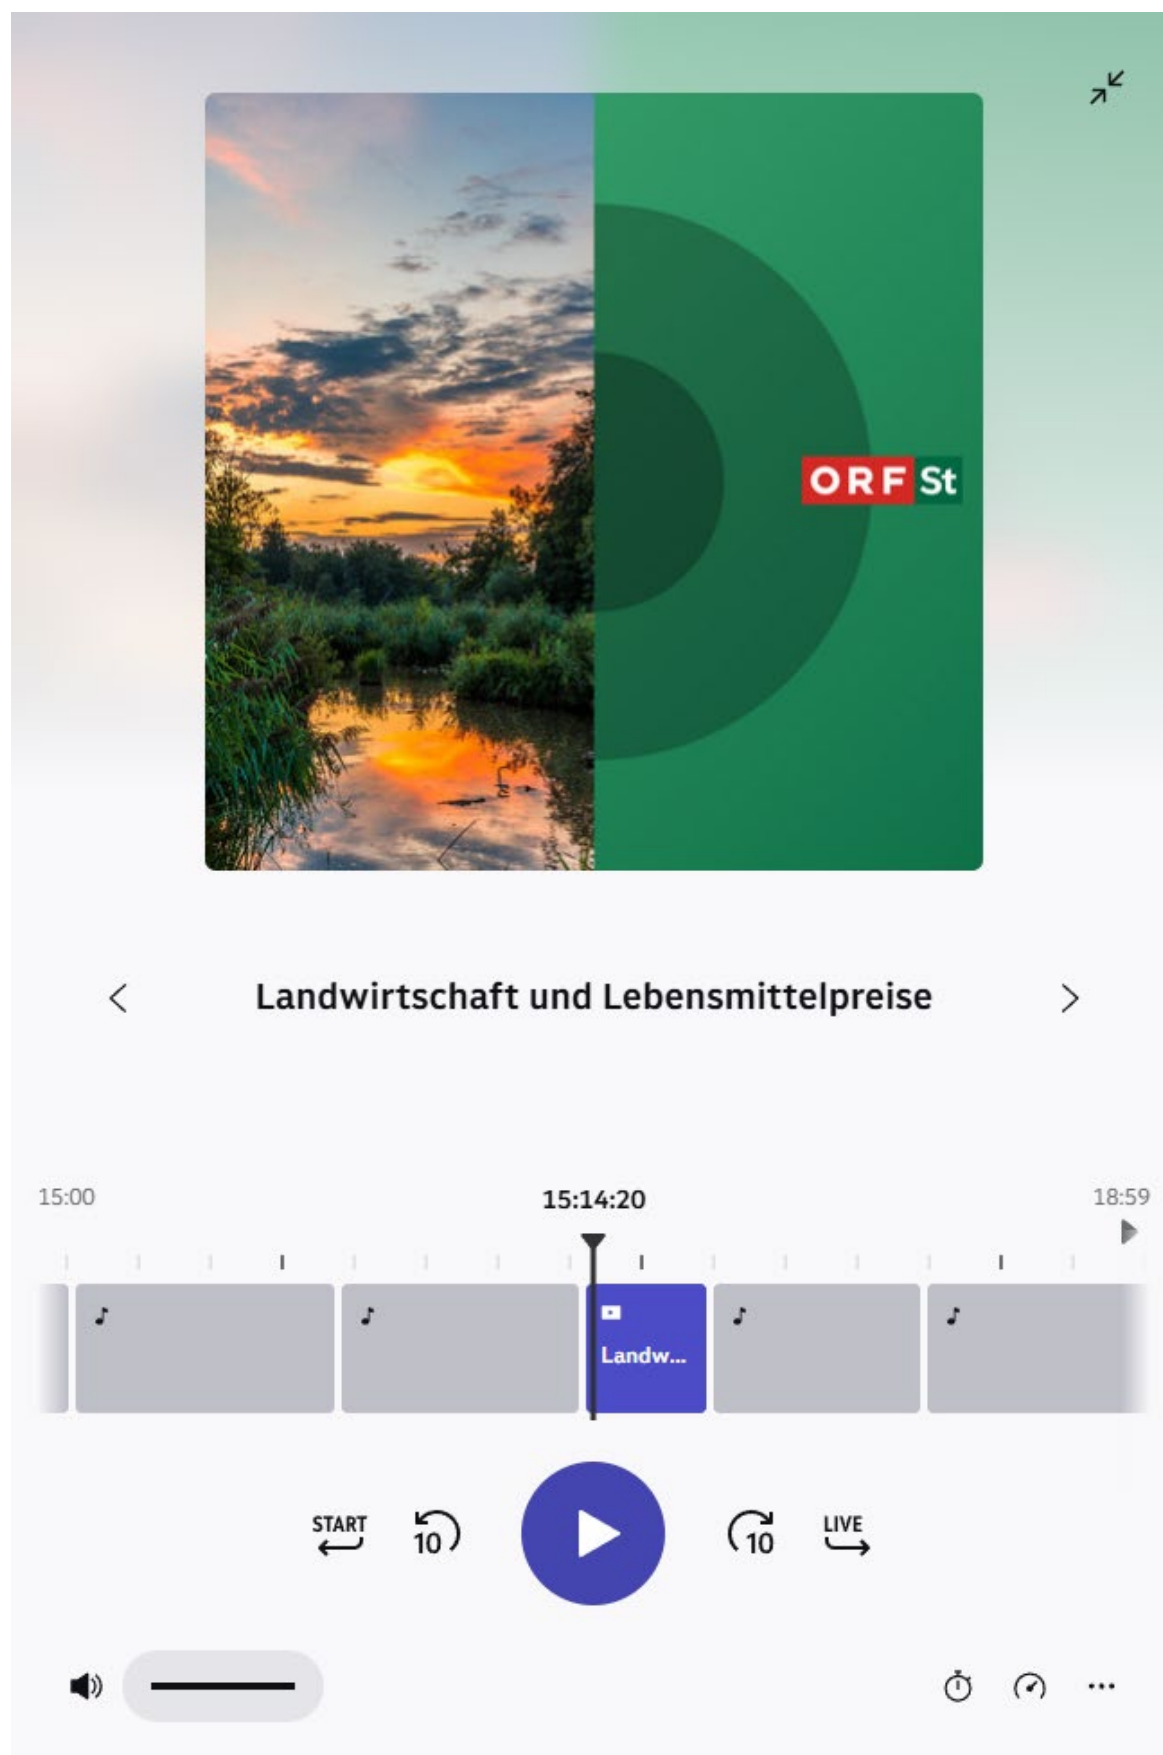 ORF St
Landwirtschaft und Lebensmittelpreise
15:00
15:14:20
18:59
Landw...
START
10
10
LIVE